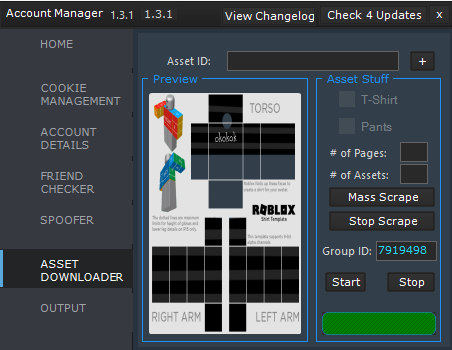 Account Manager 1.3.1 1.3.1 View Changelog Check 4 Updates x
HOME
COOKIE
MANAGEMENT
ACCOUNT
DETAILS
FRIEND
CHECKER
SPOOFER
ASSET
DOWNLOADER
OUTPUT
Asset ID: +
Preview
TORSO
okokok
ROBLOX
Shirt Template
RIGHT ARM
LEFT ARM
Asset Stuff
T-Shirt
Pants
# of Pages:
# of Assets:
Mass Scrape
Stop Scrape
Group ID: 7919498
Start Stop